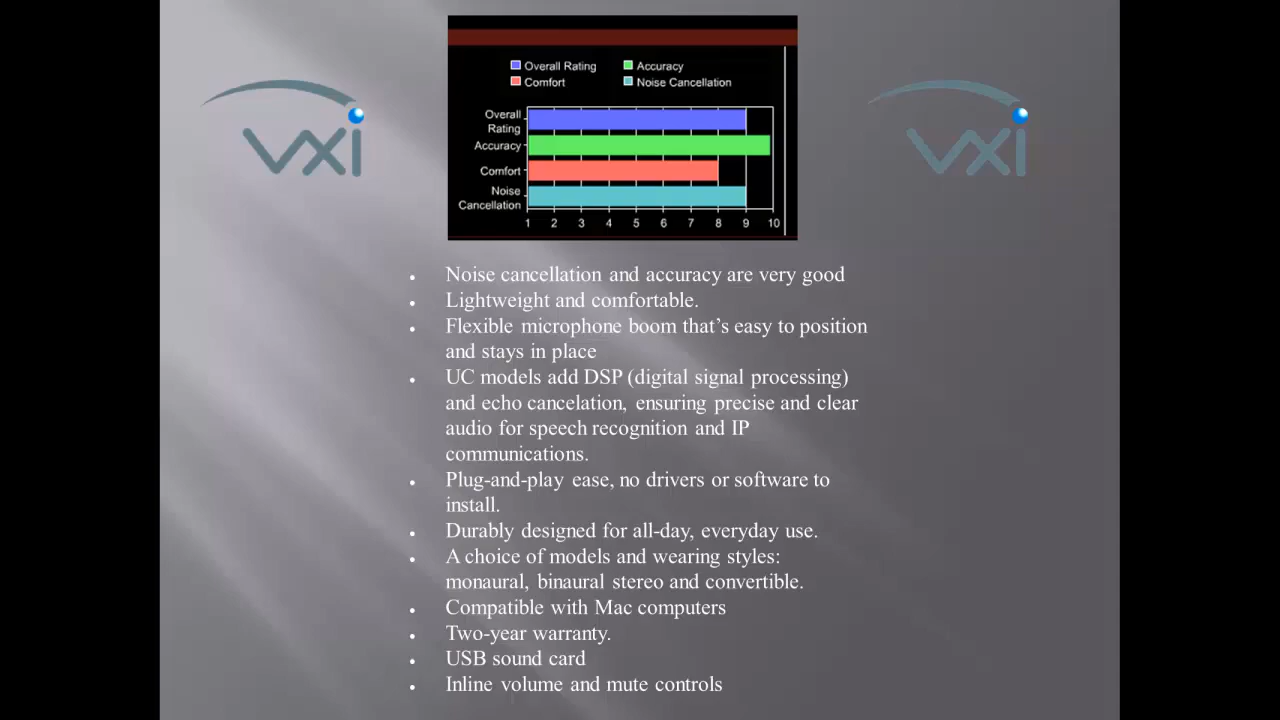 Overall Rating Accuracy
Comfort Noise Cancellation
Overall
Rating
Accuracy
Comfort
Noise
Cancellation
1 2 3 4 5 6 7 8 9 10
vxi
vxi
• Noise cancellation and accuracy are very good
• Lightweight and comfortable.
• Flexible microphone boom that’s easy to position
and stays in place
• UC models add DSP (digital signal processing)
and echo cancelation, ensuring precise and clear
audio for speech recognition and IP
communications.
• Plug-and-play ease, no drivers or software to
install.
• Durably designed for all-day, everyday use.
• A choice of models and wearing styles:
monaural, binaural stereo and convertible.
• Compatible with Mac computers
• Two-year warranty.
• USB sound card
• Inline volume and mute controls